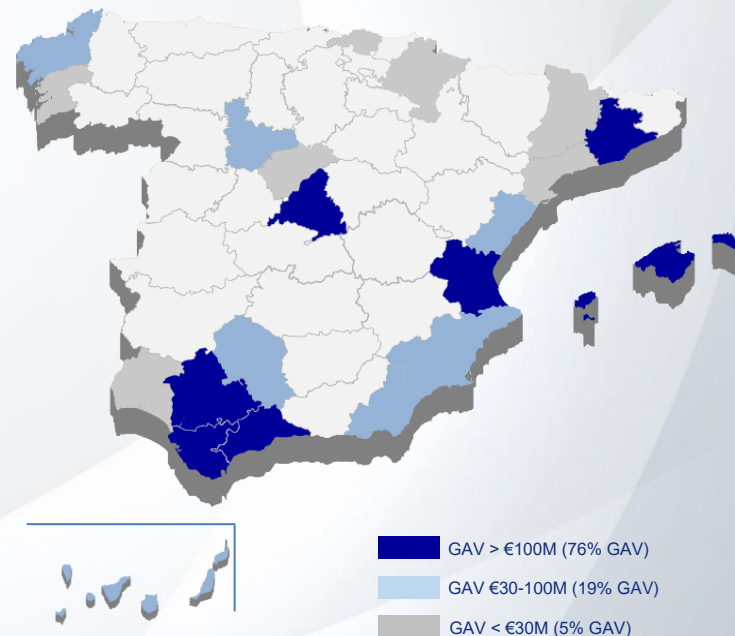 GAV > €100M (76% GAV)
GAV €30-100M (19% GAV)
GAV < €30M (5% GAV)